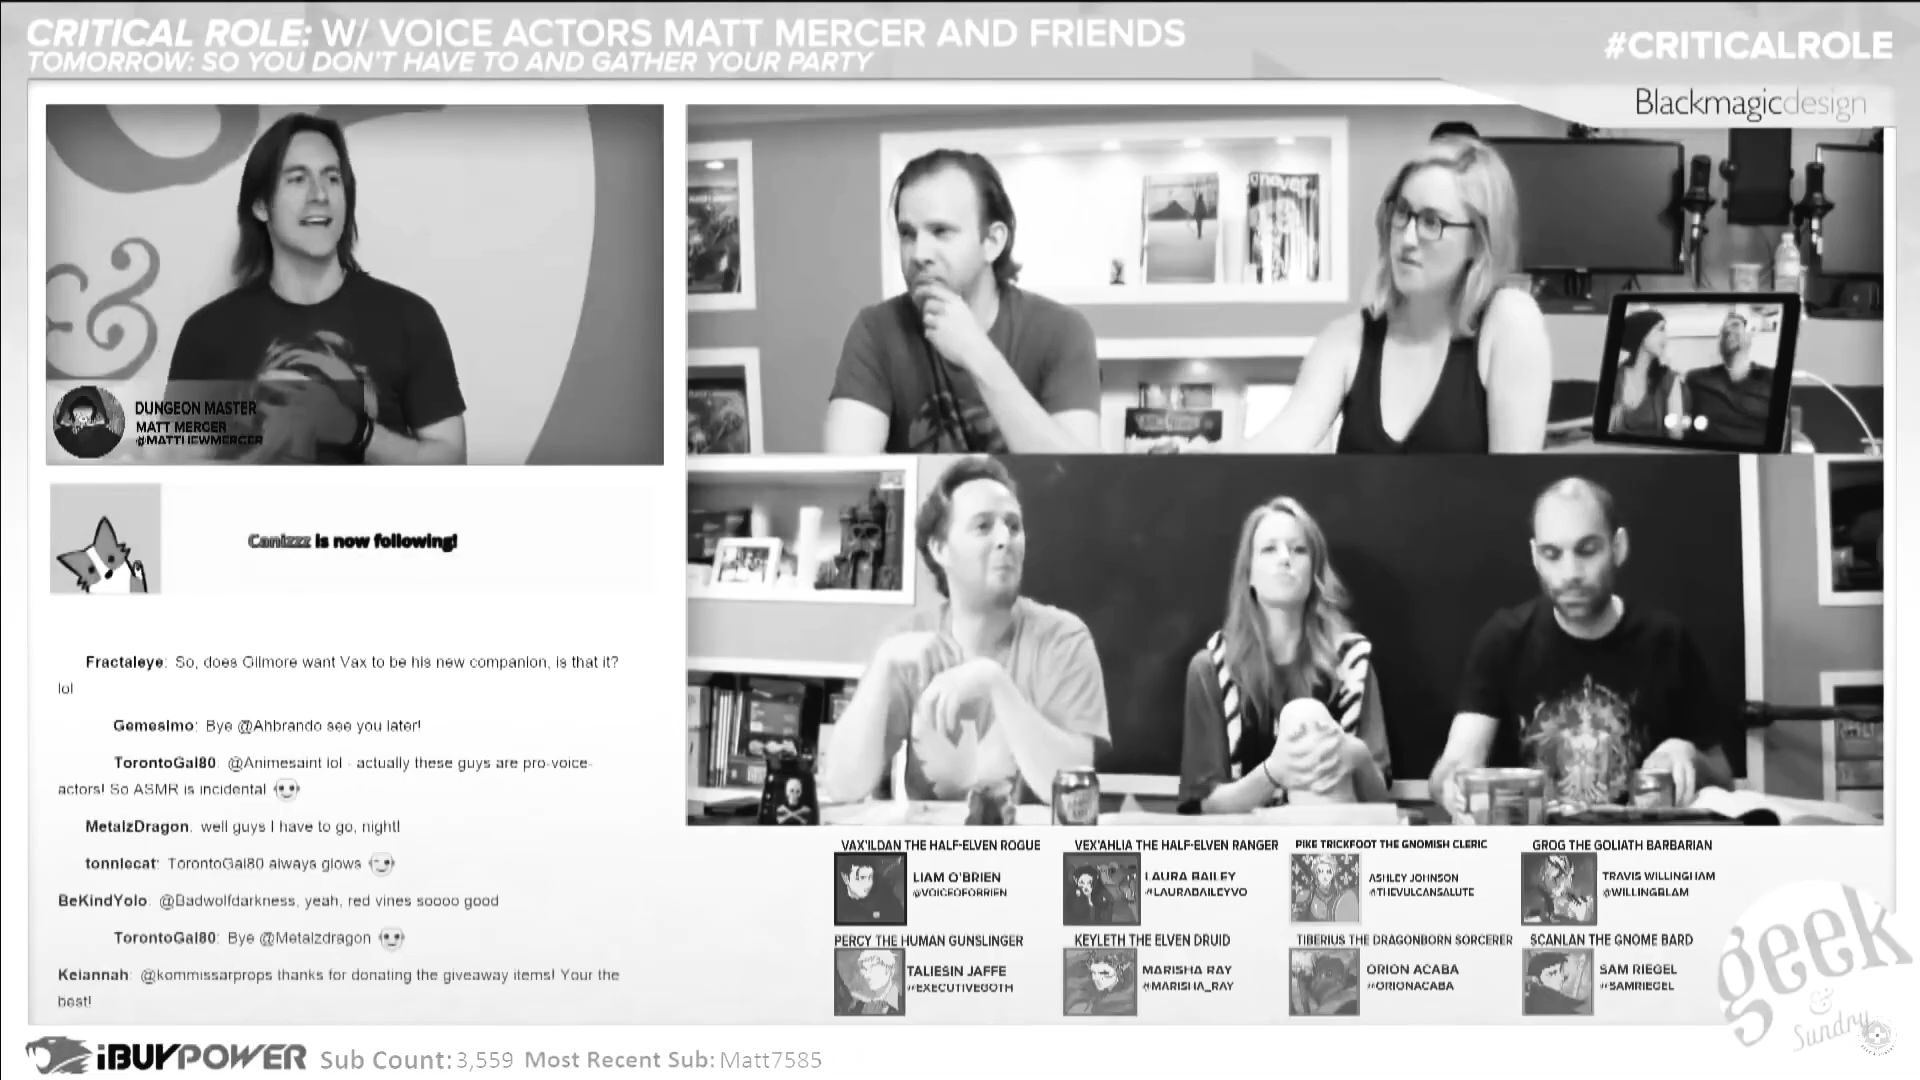 CRITICAL ROLE: W/ VOICE ACTORS MATT MERCER AND FRIENDS
TOMORROW: SO YOU DON'T HAVE TO AND GATHER YOUR PARTY
#CRITICALROLE
Blackmagicdesign
DUNGEON MASTER
MATT MERCER
@MATTHEWMERCER
Canizzz is now following!
Fractaleye: So, does Gilmore want Vax to be his new companion, is that it?
lol
Gemesimo: Bye @Ahbrando see you later!
TorontoGal80: @Animesaint lol - actually these guys are pro-voice-
actors! So ASMR is incidental
MetalzDragon: well guys I have to go, night!
tonniecat: TorontoGal80 always glows
BeKindYolo: @Badwolfdarkness, yeah, red vines soooo good
TorontoGal80: Bye @Metalzdragon
Keiannah: @kommissarprops thanks for donating the giveaway items! Your the
best!
VAX'ILDAN THE HALF-ELVEN ROGUE
LIAM O'BRIEN
@VOICEOFOBRIEN
VEX'AHLIA THE HALF-ELVEN RANGER
LAURA BAILEY
@LAURABAILEYVO
PIKE TRICKFOOT THE GNOMISH CLERIC
ASHLEY JOHNSON
@THEVULCANSALUTE
GROG THE GOLIATH BARBARIAN
TRAVIS WILLINGHAM
@WILLINGBLAM
PERCY THE HUMAN GUNSLINGER
TALIESIN JAFFE
@EXECUTIVEGOTH
KEYLETH THE ELVEN DRUID
MARISHA RAY
@MARISHA_RAY
TIBERIUS THE DRAGONBORN SORCERER
ORION ACABA
@ORIONACABA
SCANLAN THE GNOME BARD
SAM RIEGEL
@SAMRIEGEL
geek
&
Sundry
iBUYPOWER Sub Count: 3,559 Most Recent Sub: Matt7585